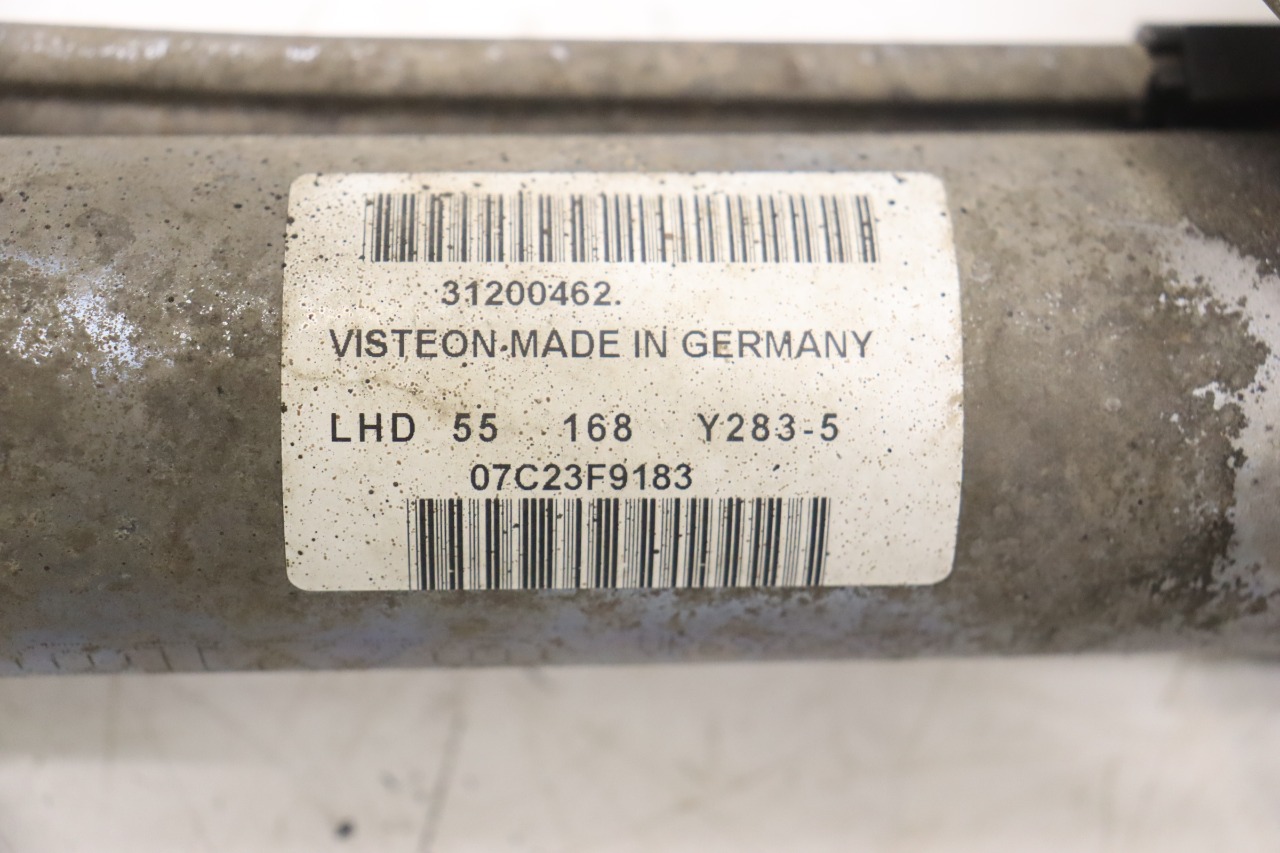 31200462.
VISTEON MADE IN GERMANY
LHD 55 168 Y283-5
07C23F9183